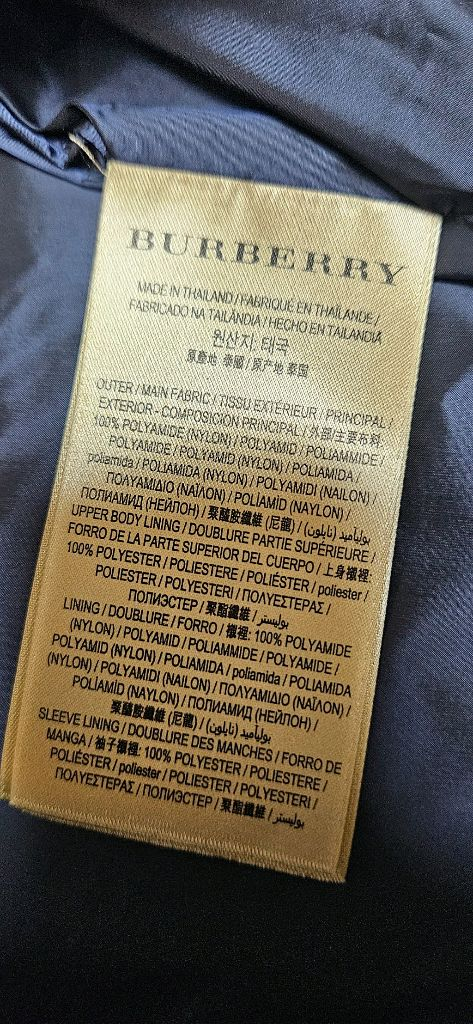 BURBERRY
MADE IN THAILAND / FABRIQUÉ EN THAÏLANDE /
FABRICADO NA TAILÂNDIA / HECHO EN TAILANDIA
원산지: 태국
原產地: 泰國 / 原产地 泰国
OUTER / MAIN FABRIC / TISSU EXTÉRIEUR / PRINCIPAL /
EXTERIOR - COMPOSICIÓN PRINCIPAL / 外部/主要布料:
100% POLYAMIDE (NYLON) / POLYAMID / POLIAMMIDE /
POLYAMIDE / POLYAMID (NYLON) / POLIAMIDA /
poliamida / POLIAMIDA (NYLON) / POLYAMIDI (NAILON) /
ΠΟΛΥΑΜΙΔΙΟ (ΝΑΪΛΟΝ) / POLÍAMÍD (NAYLON) /
ПОЛИАМИД (НЕЙЛОН) / 聚醯胺纖維 (尼龍) / بوليأميد (نايلون) /
UPPER BODY LINING / DOUBLURE PARTIE SUPÉRIEURE /
FORRO DE LA PARTE SUPERIOR DEL CUERPO / 上身襯裡:
100% POLYESTER / POLIESTERE / POLIÉSTER / poliester /
POLIESTER / POLYESTERI / ΠΟΛΥΕΣΤΕΡΑΣ /
ПОЛИЭСТЕР / 聚酯纖維 / بوليستر
LINING / DOUBLURE / FORRO / 襯裡: 100% POLYAMIDE
(NYLON) / POLYAMID / POLIAMMIDE / POLYAMIDE /
POLYAMID (NYLON) / POLIAMIDA / poliamida / POLIAMIDA
(NYLON) / POLYAMIDI (NAILON) / ΠΟΛΥΑΜΙΔΙΟ (ΝΑΪΛΟΝ) /
POLÍAMÍD (NAYLON) / ПОЛИАМИД (НЕЙЛОН) /
聚醯胺纖維 (尼龍) / بوليأميد (نايلون)
SLEEVE LINING / DOUBLURE DES MANCHES / FORRO DE
MANGA / 袖子襯裡: 100% POLYESTER / POLIESTERE /
POLIÉSTER / poliester / POLIESTER / POLYESTERI /
ΠΟΛΥΕΣΤΕΡΑΣ / ПОЛИЭСТЕР / 聚酯纖維 / بوليستر